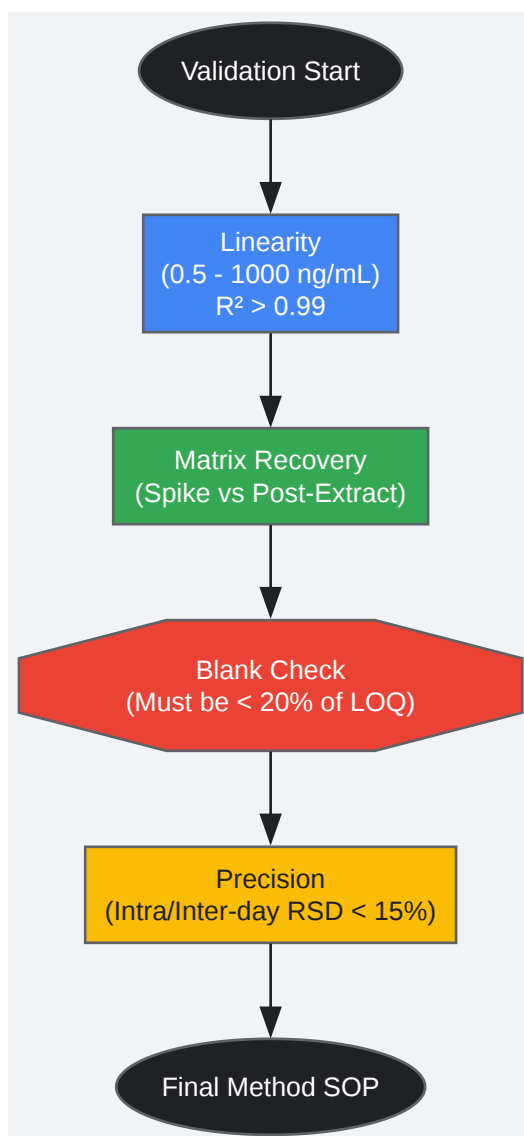 Validation Start
Linearity
(0.5 - 1000 ng/mL)
R² > 0.99
Matrix Recovery
(Spike vs Post-Extract)
Blank Check
(Must be < 20% of LOQ)
Precision
(Intra/Inter-day RSD < 15%)
Final Method SOP